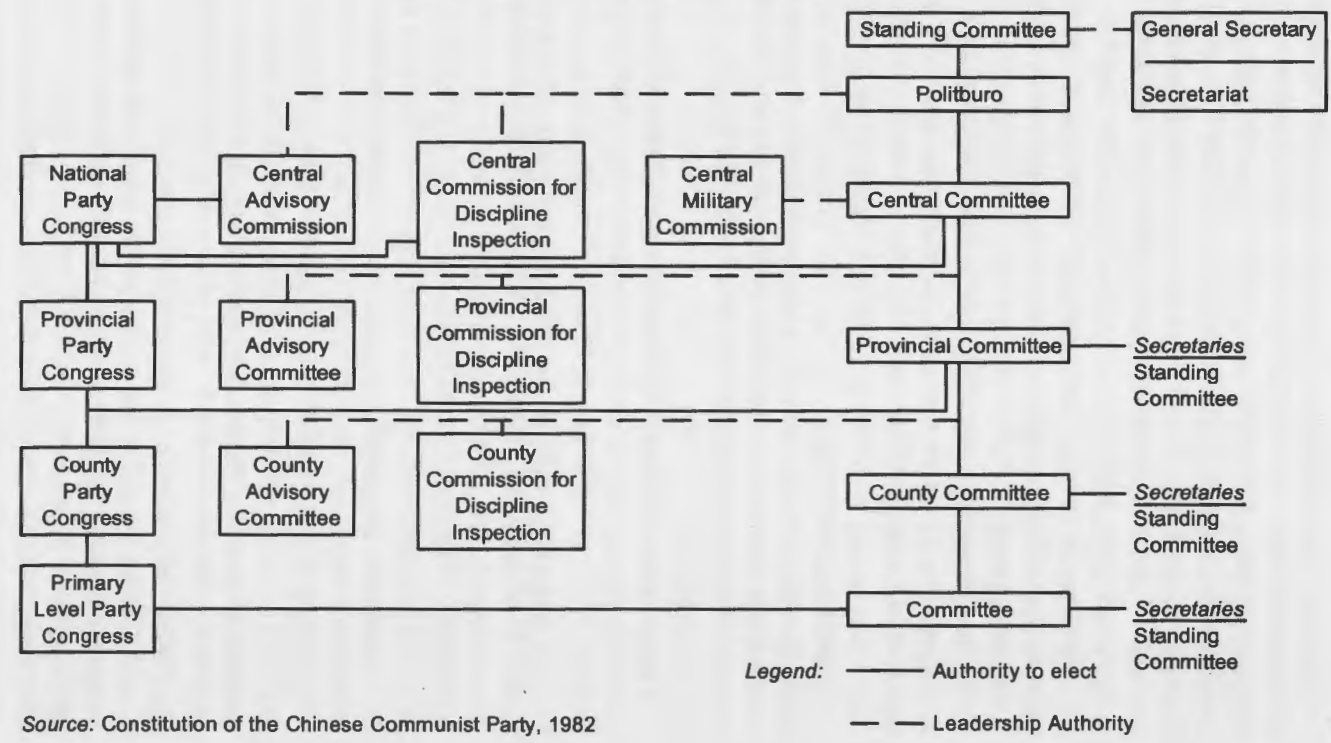 Standing Committee
General Secretary
Secretariat
Politburo
National
Party
Congress
Central
Advisory
Commission
Central
Commission for
Discipline
Inspection
Central
Military
Commission
Central Committee
Provincial
Party
Congress
Provincial
Advisory
Committee
Provincial
Commission for
Discipline
Inspection
Provincial Committee
Secretaries
Standing
Committee
County
Party
Congress
County
Advisory
Committee
County
Commission for
Discipline
Inspection
County Committee
Secretaries
Standing
Committee
Primary
Level Party
Congress
Committee
Secretaries
Standing
Committee
Legend:
Authority to elect
Leadership Authority
Source: Constitution of the Chinese Communist Party, 1982